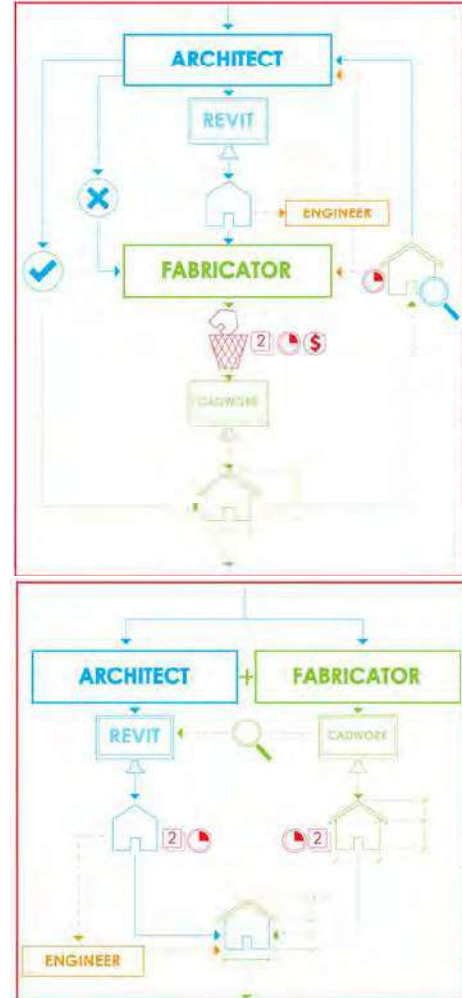 ARCHITECT
REVIT
ENGINEER
FABRICATOR
2 $
CADWORK
ARCHITECT + FABRICATOR
REVIT CADWORK
2 2
ENGINEER